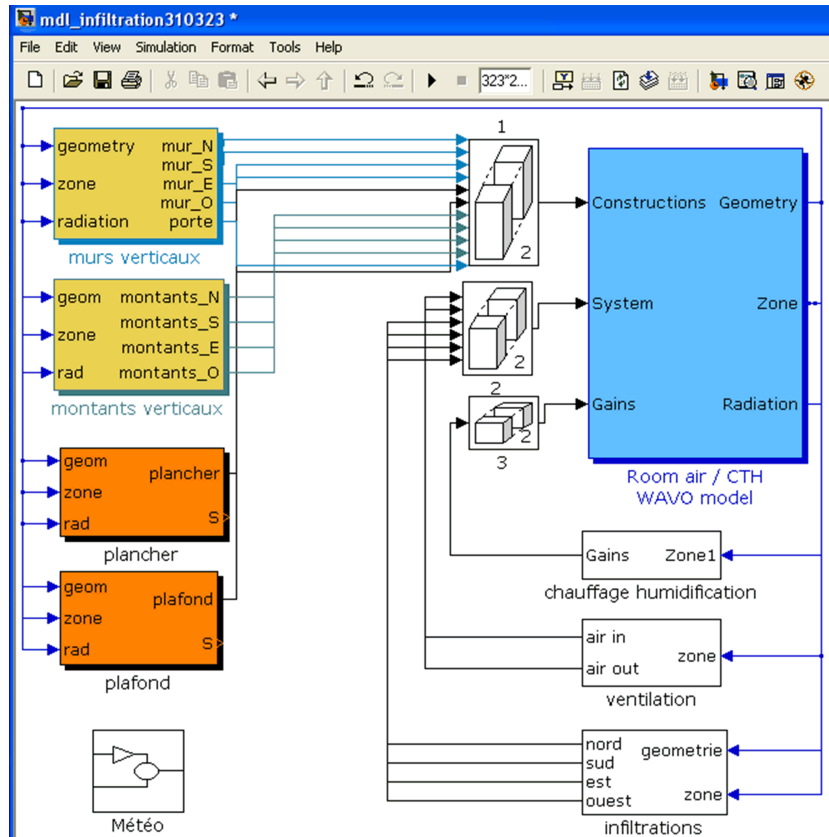 mdl_infiltration310323 *
File Edit View Simulation Format Tools Help
323*2...
geometry mur_N
mur_S
zone mur_E
mur_O
radiation porte
murs verticaux
geom montants_N
montants_S
zone montants_E
rad montants_O
montants verticaux
geom
plancher
zone
rad S
plancher
geom
plafond
zone
rad S
plafond
Météo
1
2
2
2
2
3
Constructions Geometry
System Zone
Gains Radiation
Room air / CTH
WAVO model
Gains Zone1
chauffage humidification
air in
zone
air out
ventilation
nord
geometrie
sud
est
zone
ouest
infiltrations